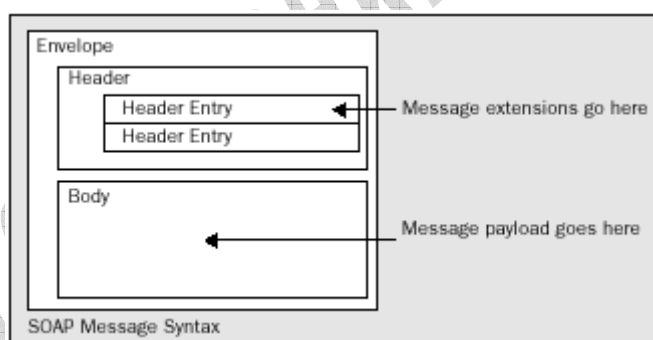 Envelope
Header
Header Entry
Message extensions go here
Header Entry
Body
Message payload goes here
SOAP Message Syntax